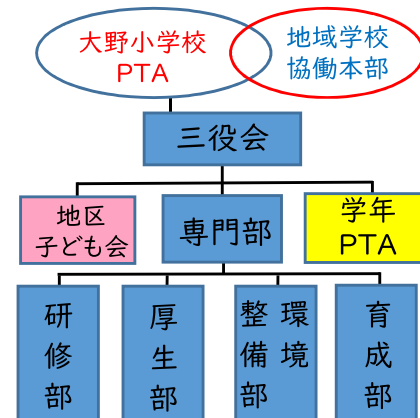 大野小学校
PTA
地域学校
協働本部
三役会
地区
子ども会
専門部
学年
PTA
研修部
厚生部
環境
整備部
育成部